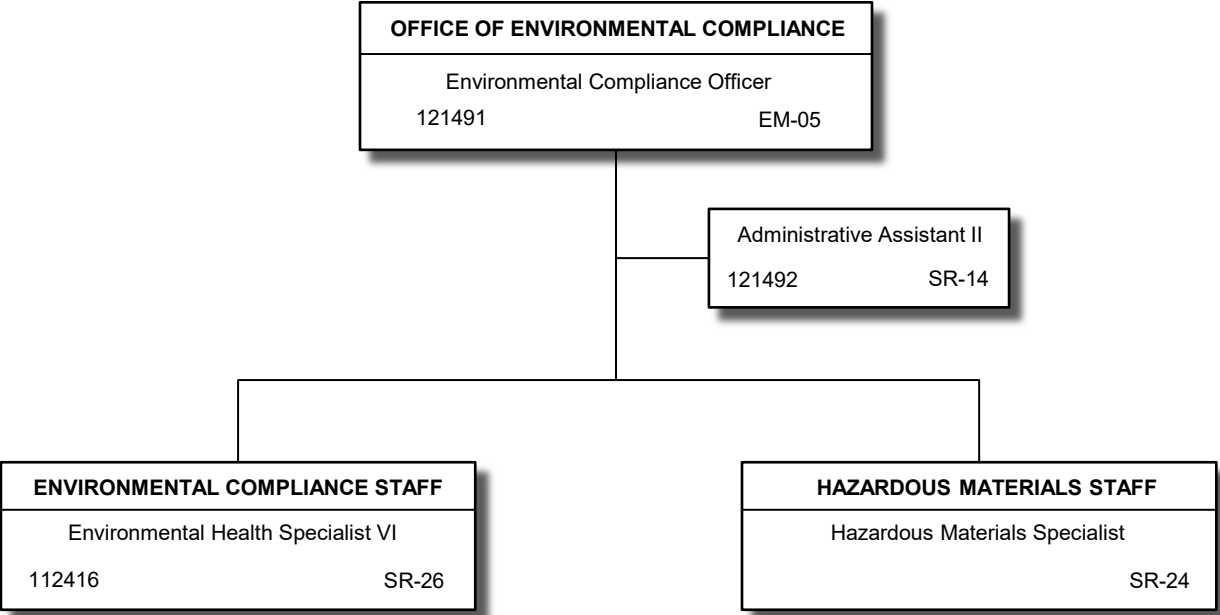 OFFICE OF ENVIRONMENTAL COMPLIANCE
Environmental Compliance Officer
121491 EM-05
Administrative Assistant II
121492 SR-14
ENVIRONMENTAL COMPLIANCE STAFF
Environmental Health Specialist VI
112416 SR-26
HAZARDOUS MATERIALS STAFF
Hazardous Materials Specialist
SR-24